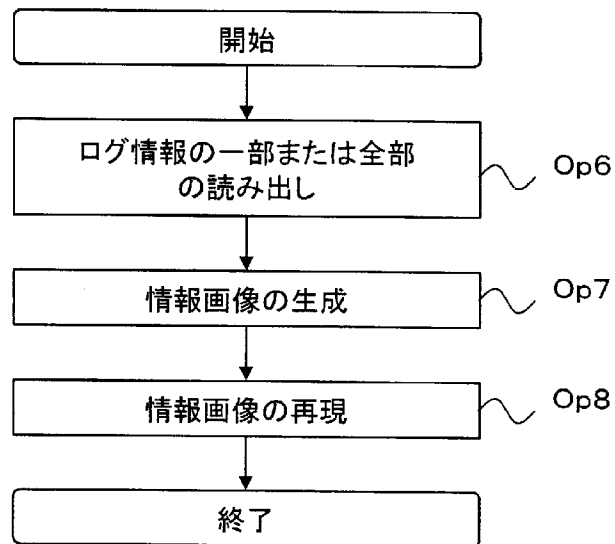 開始
ログ情報の一部または全部
の読み出し
Op6
情報画像の生成
Op7
情報画像の再現
Op8
終了